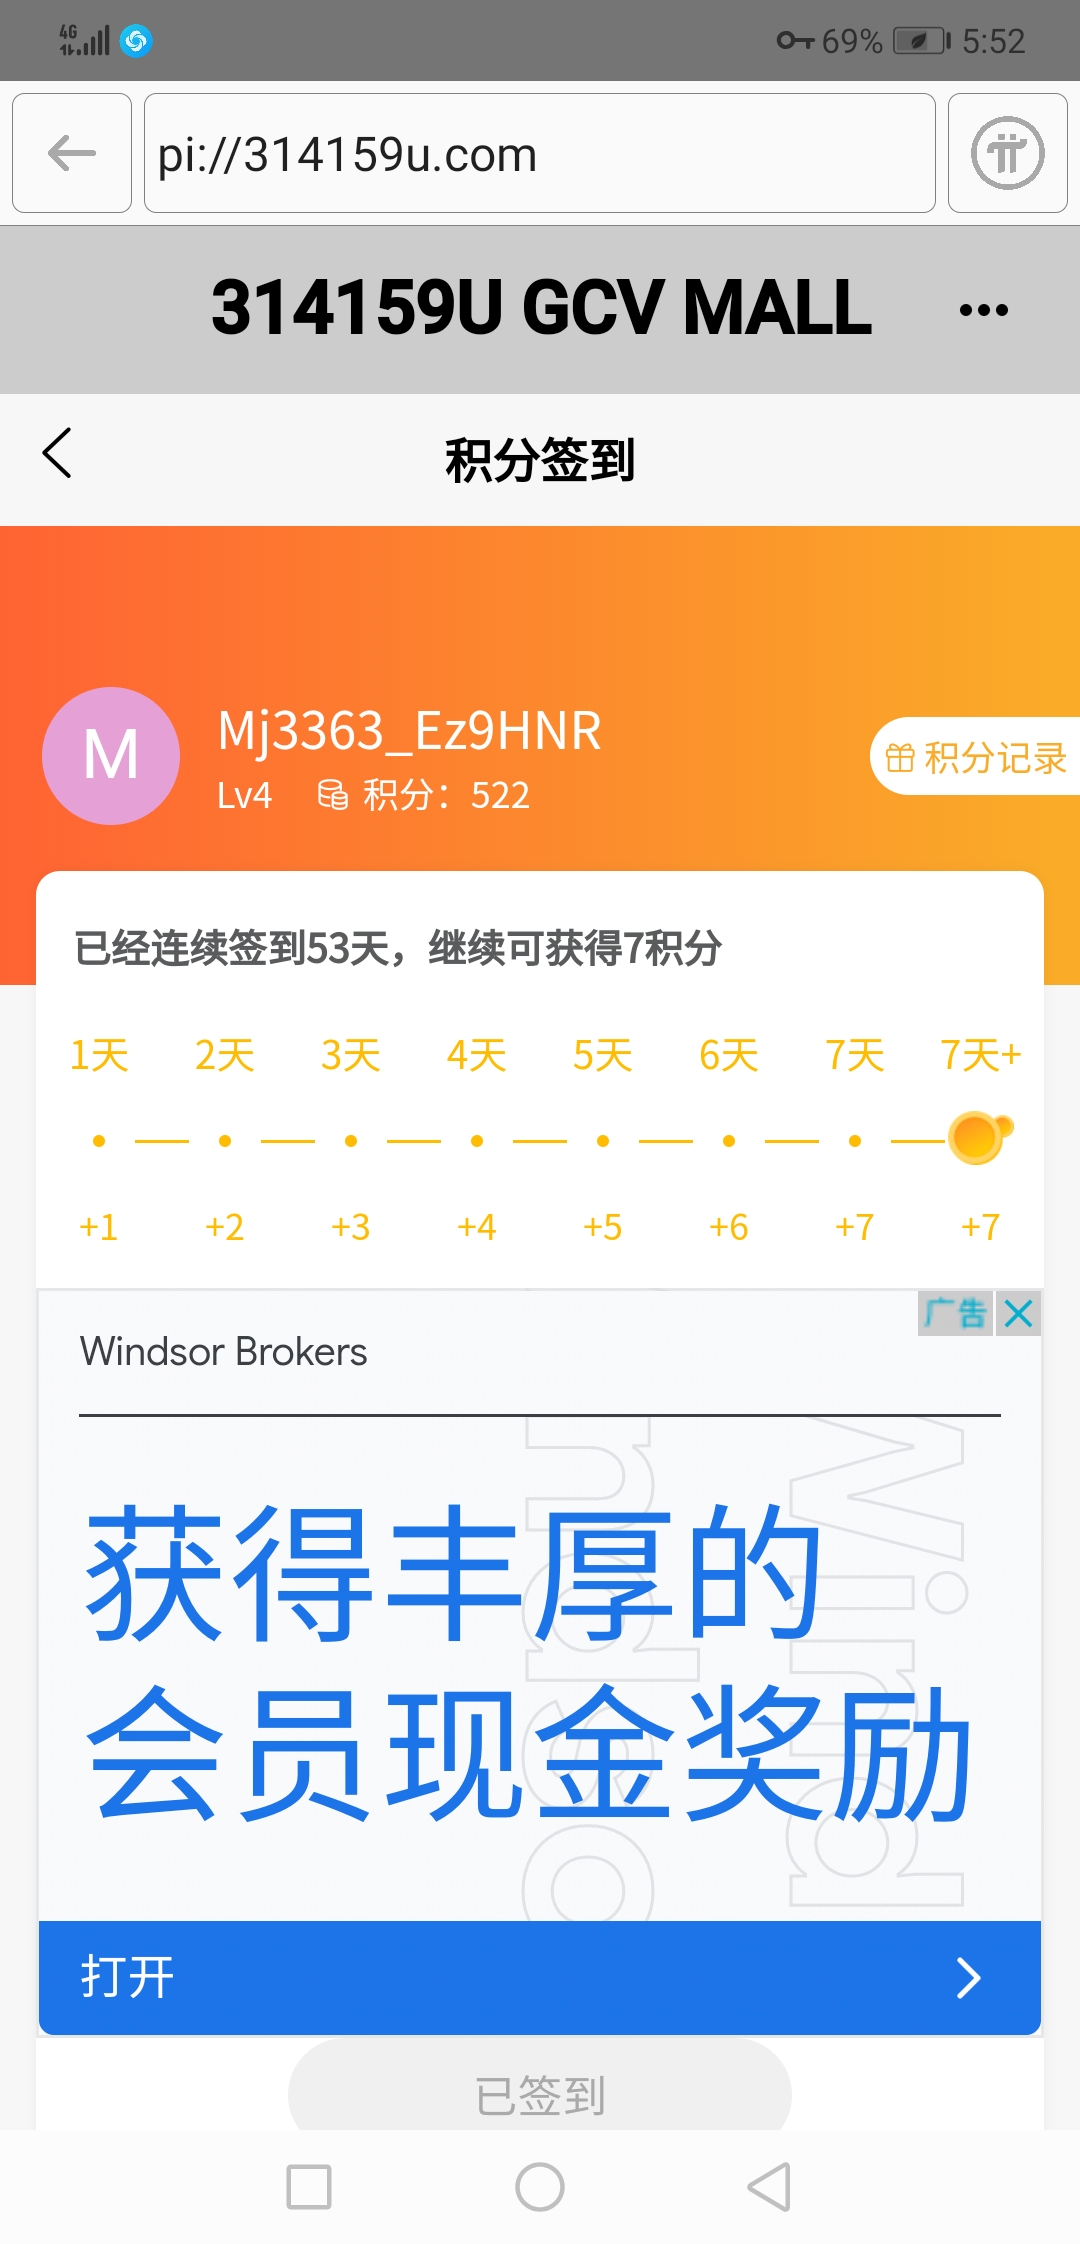 4G
69%
5:52
pi://314159u.com
314159U GCV MALL
积分签到
M
Mj3363_Ez9HNR
Lv4 积分：522
积分记录
已经连续签到53天，继续可获得7积分
1天 2天 3天 4天 5天 6天 7天 7天+
+1 +2 +3 +4 +5 +6 +7 +7
广告
Windsor Brokers
获得丰厚的
会员现金奖励
打开
已签到